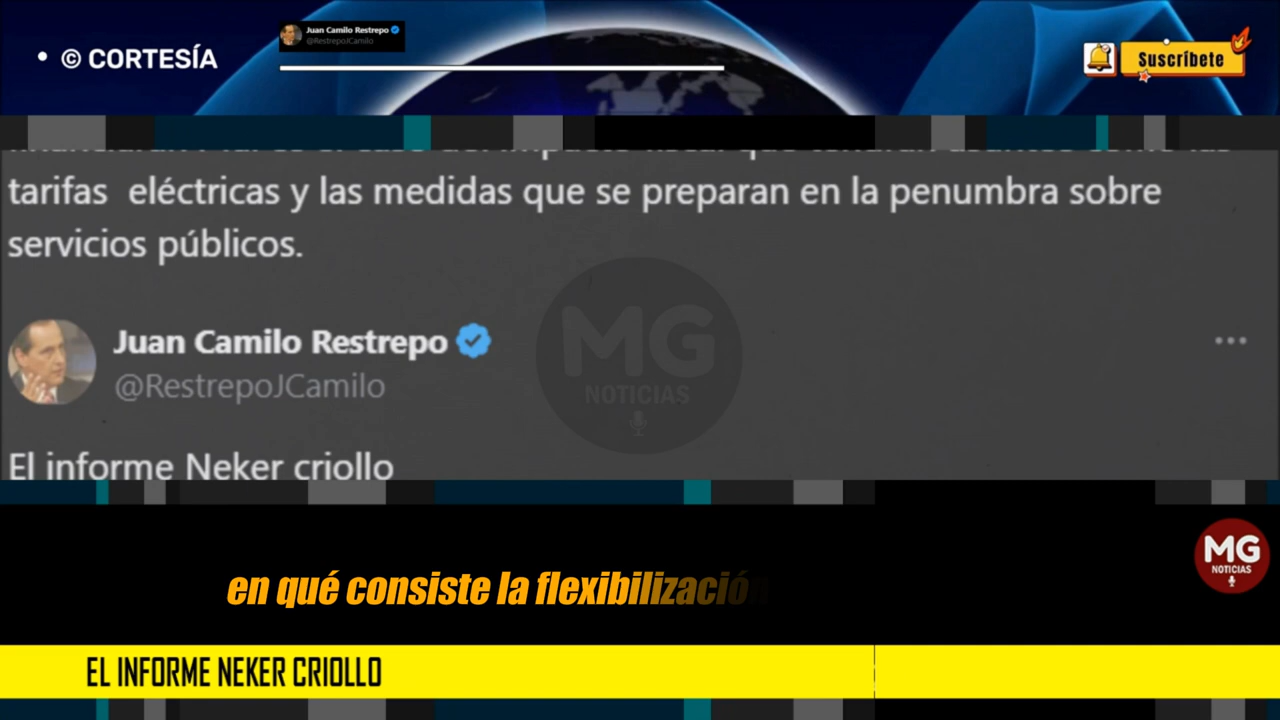 Juan Camilo Restrepo
@RestrepoJCamilo
• © CORTESÍA
Suscríbete
tarifas eléctricas y las medidas que se preparan en la penumbra sobre
servicios públicos.
Juan Camilo Restrepo
@RestrepoJCamilo
MG
NOTICIAS
El informe Neker criollo
en qué consiste la flexibilización
MG
NOTICIAS
EL INFORME NEKER CRIOLLO